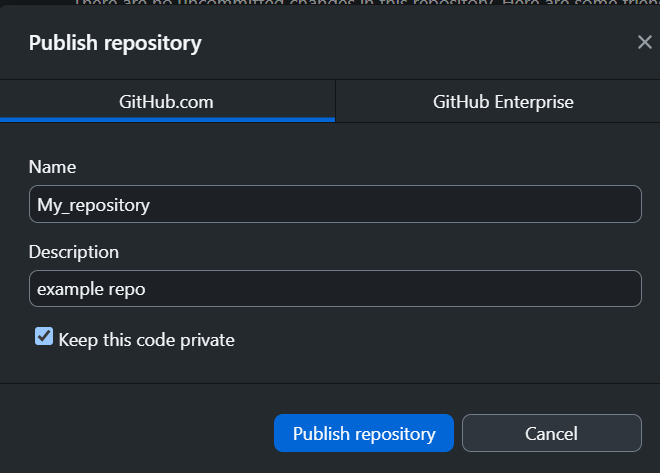 There are no uncommitted changes in this repository. Here are some frien
Publish repository
GitHub.com
GitHub Enterprise
Name
My_repository
Description
example repo
Keep this code private
Publish repository
Cancel